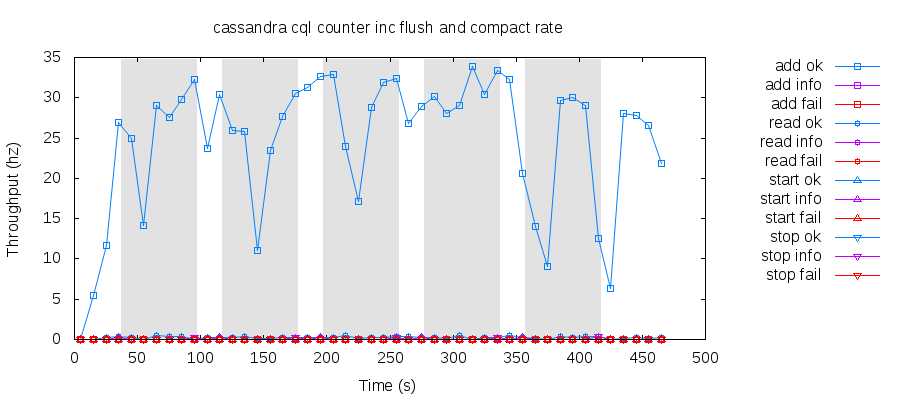 cassandra cql counter inc flush and compact rate
Throughput (hz)
35
30
25
20
15
10
5
0
0 50 100 150 200 250 300 350 400 450 500
Time (s)
add ok
add info
add fail
read ok
read info
read fail
start ok
start info
start fail
stop ok
stop info
stop fail